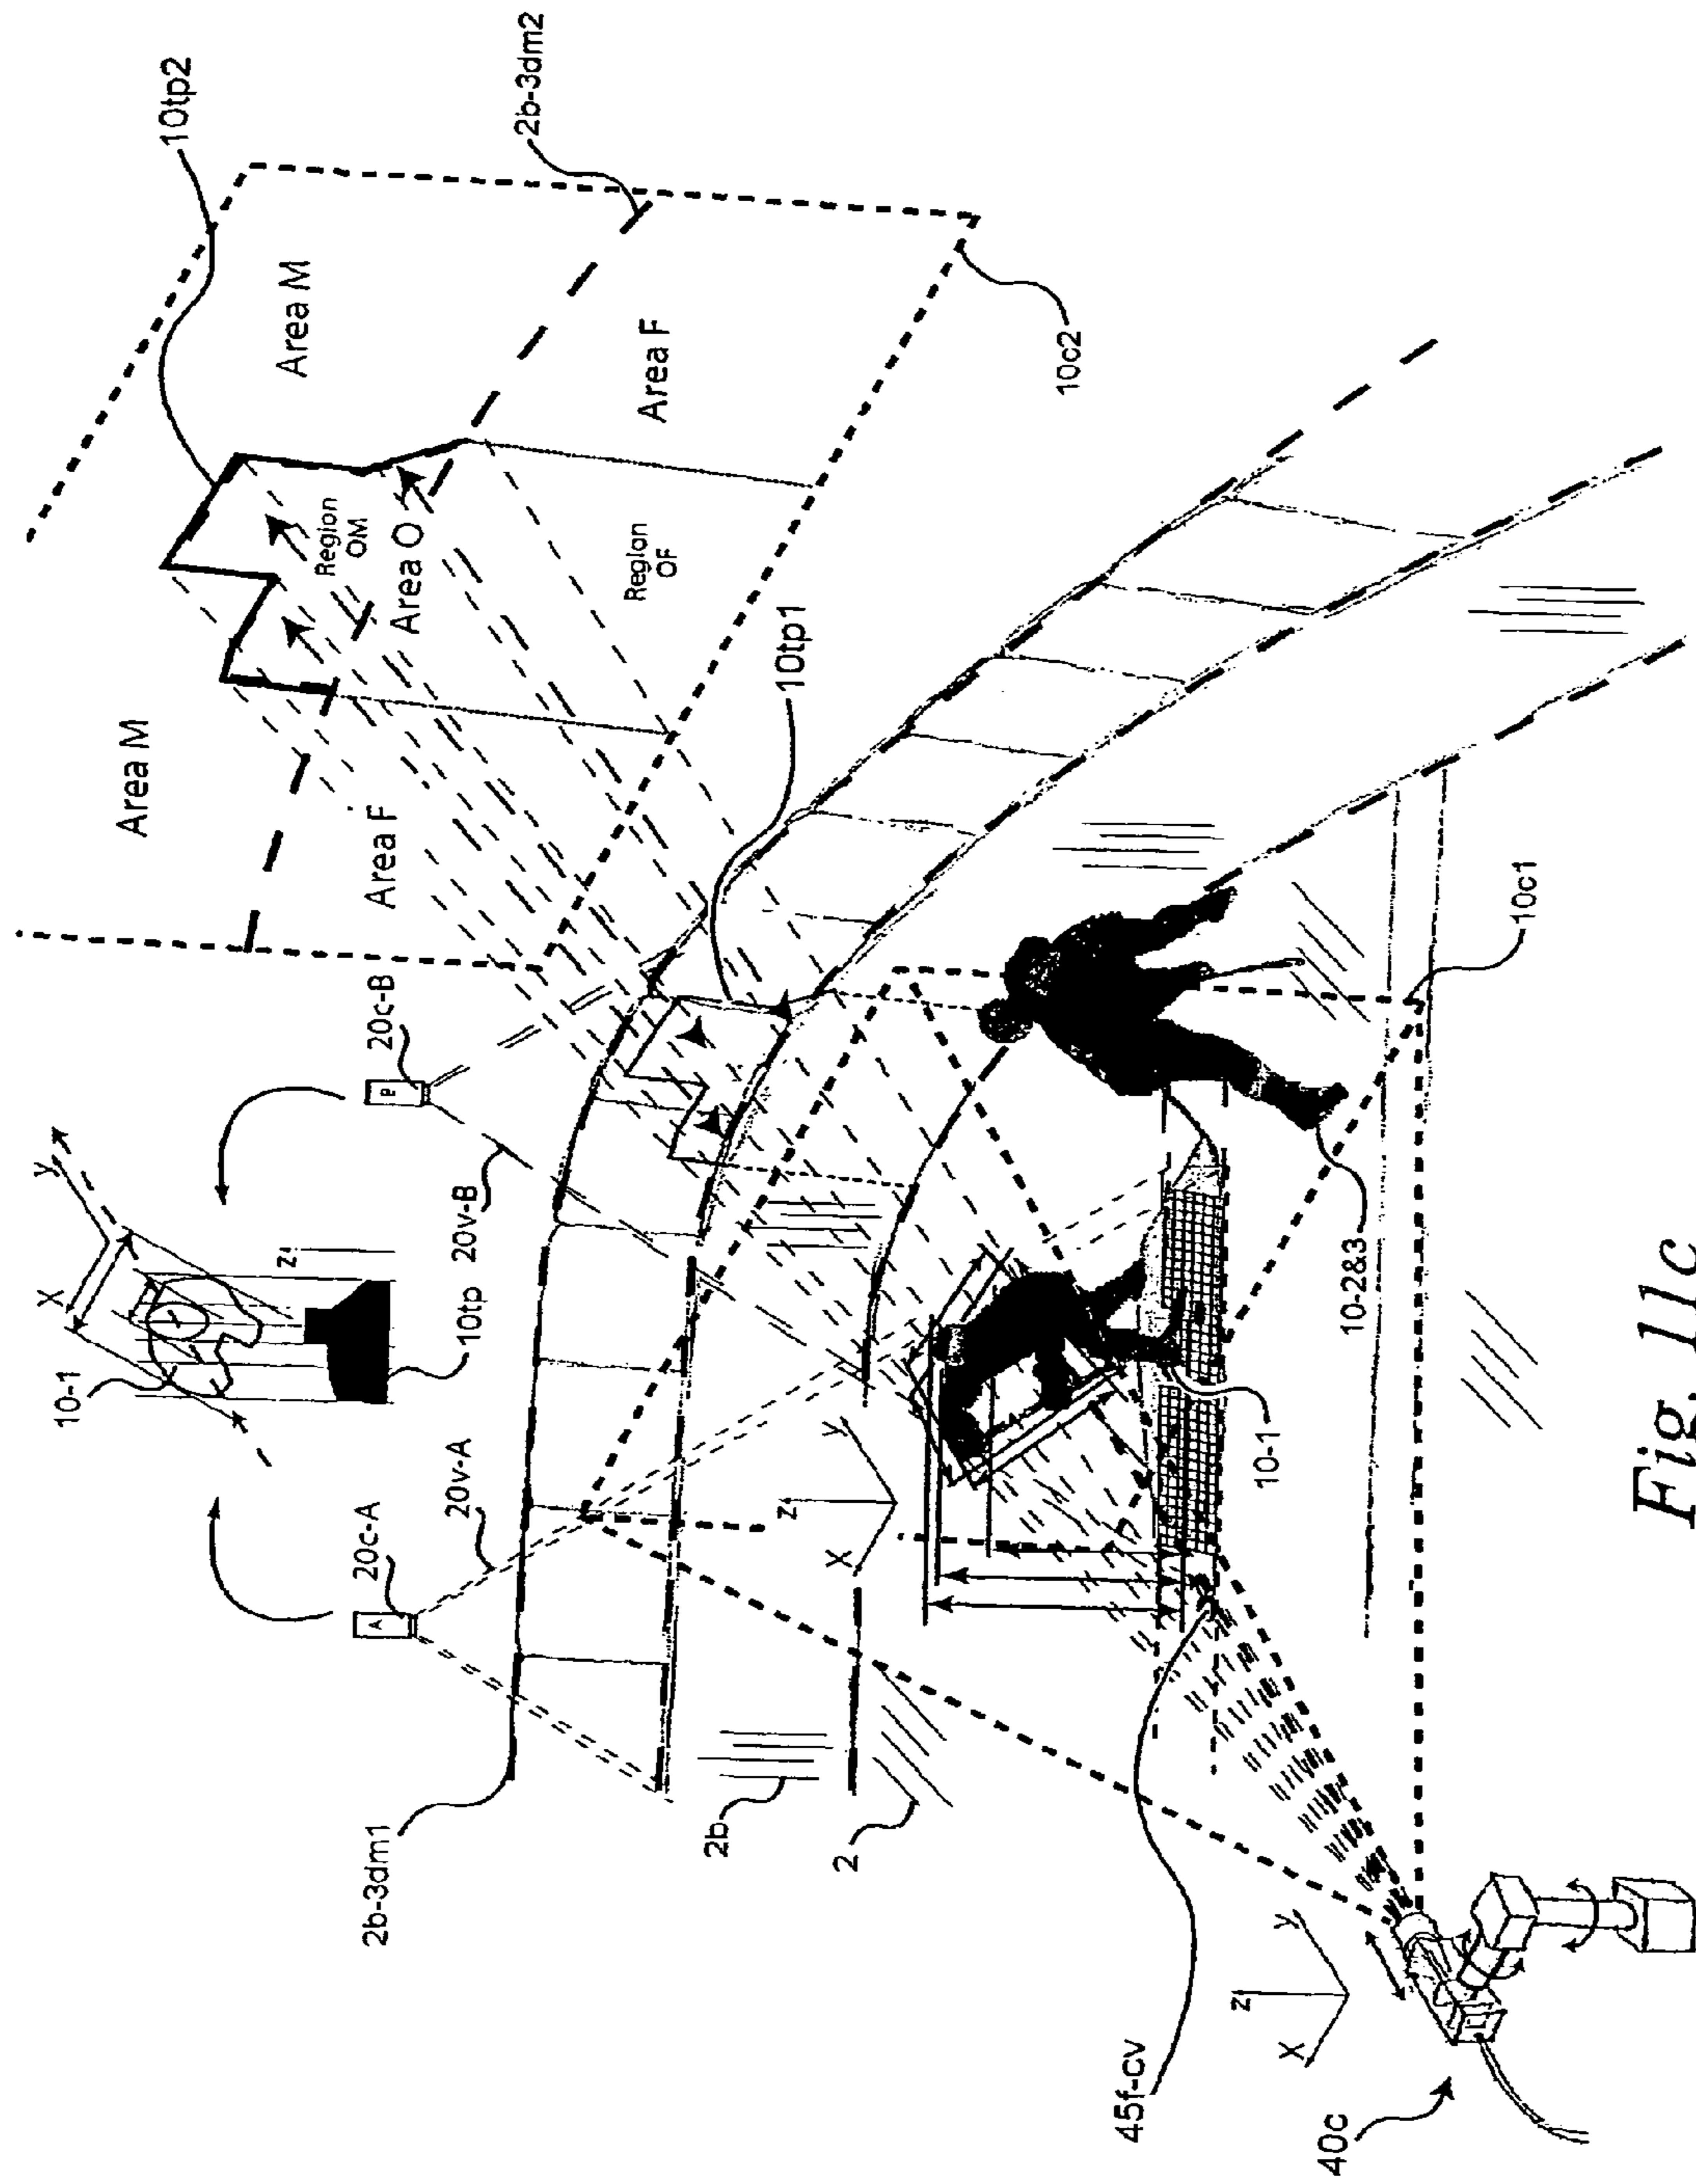 10tp2
2b-3dm2
Area M
Area F
10c2
Region
OM
Area O
Region
OF
10tp1
Area M
Area F
20c-B
B
20v-B
y
X
z
10-1
10tp
20c-A
A
20v-A
2b-3dm1
2b
2
z
y
X
10c1
10-2&3
10-1
45f-cv
z
y
X
40c
Fig. 11c